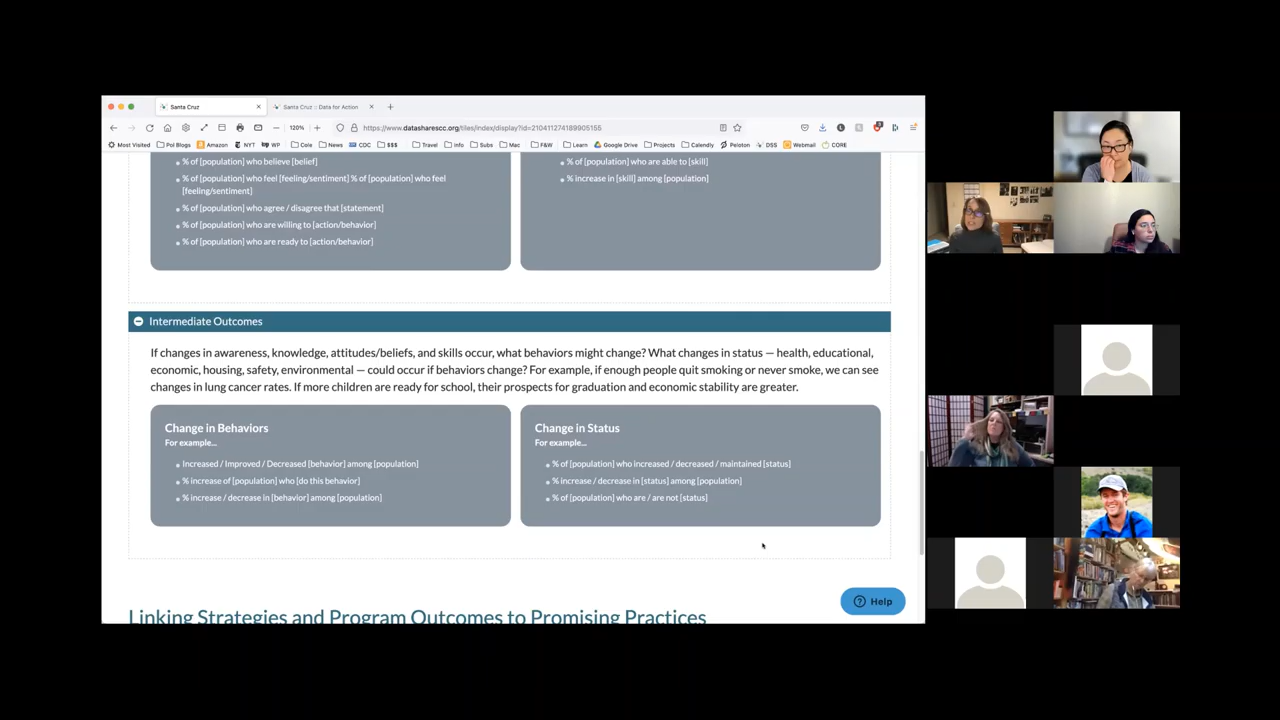 Santa Cruz
Santa Cruz :: Data for Action
120%
https://www.datasharescc.org/tiles/index/display?id=210411274189905155
Most Visited
Pol Blogs
Amazon
NYT
WP
Cele
News
CDC
$$$
Travel
Info
Subs
Mac
F&W
Learn
Google Drive
Projects
Calendly
Peloton
DSS
Webmail
CORE
% of [population] who believe [belief]
% of [population] who feel [feeling/sentiment] % of [population] who feel
[feeling/sentiment]
% of [population] who agree / disagree that [statement]
% of [population] who are willing to [action/behavior]
% of [population] who are ready to [action/behavior]
% of [population] who are able to [skill]
% increase in [skill] among [population]
Intermediate Outcomes
If changes in awareness, knowledge, attitudes/beliefs, and skills occur, what behaviors might change? What changes in status — health, educational,
economic, housing, safety, environmental — could occur if behaviors change? For example, if enough people quit smoking or never smoke, we can see
changes in lung cancer rates. If more children are ready for school, their prospects for graduation and economic stability are greater.
Change in Behaviors
For example...
Increased / Improved / Decreased [behavior] among [population]
% increase of [population] who [do this behavior]
% increase / decrease in [behavior] among [population]
Change in Status
For example...
% of [population] who increased / decreased / maintained [status]
% increase / decrease in [status] among [population]
% of [population] who are / are not [status]
Linking Strategies and Program Outcomes to Promising Practices
Help